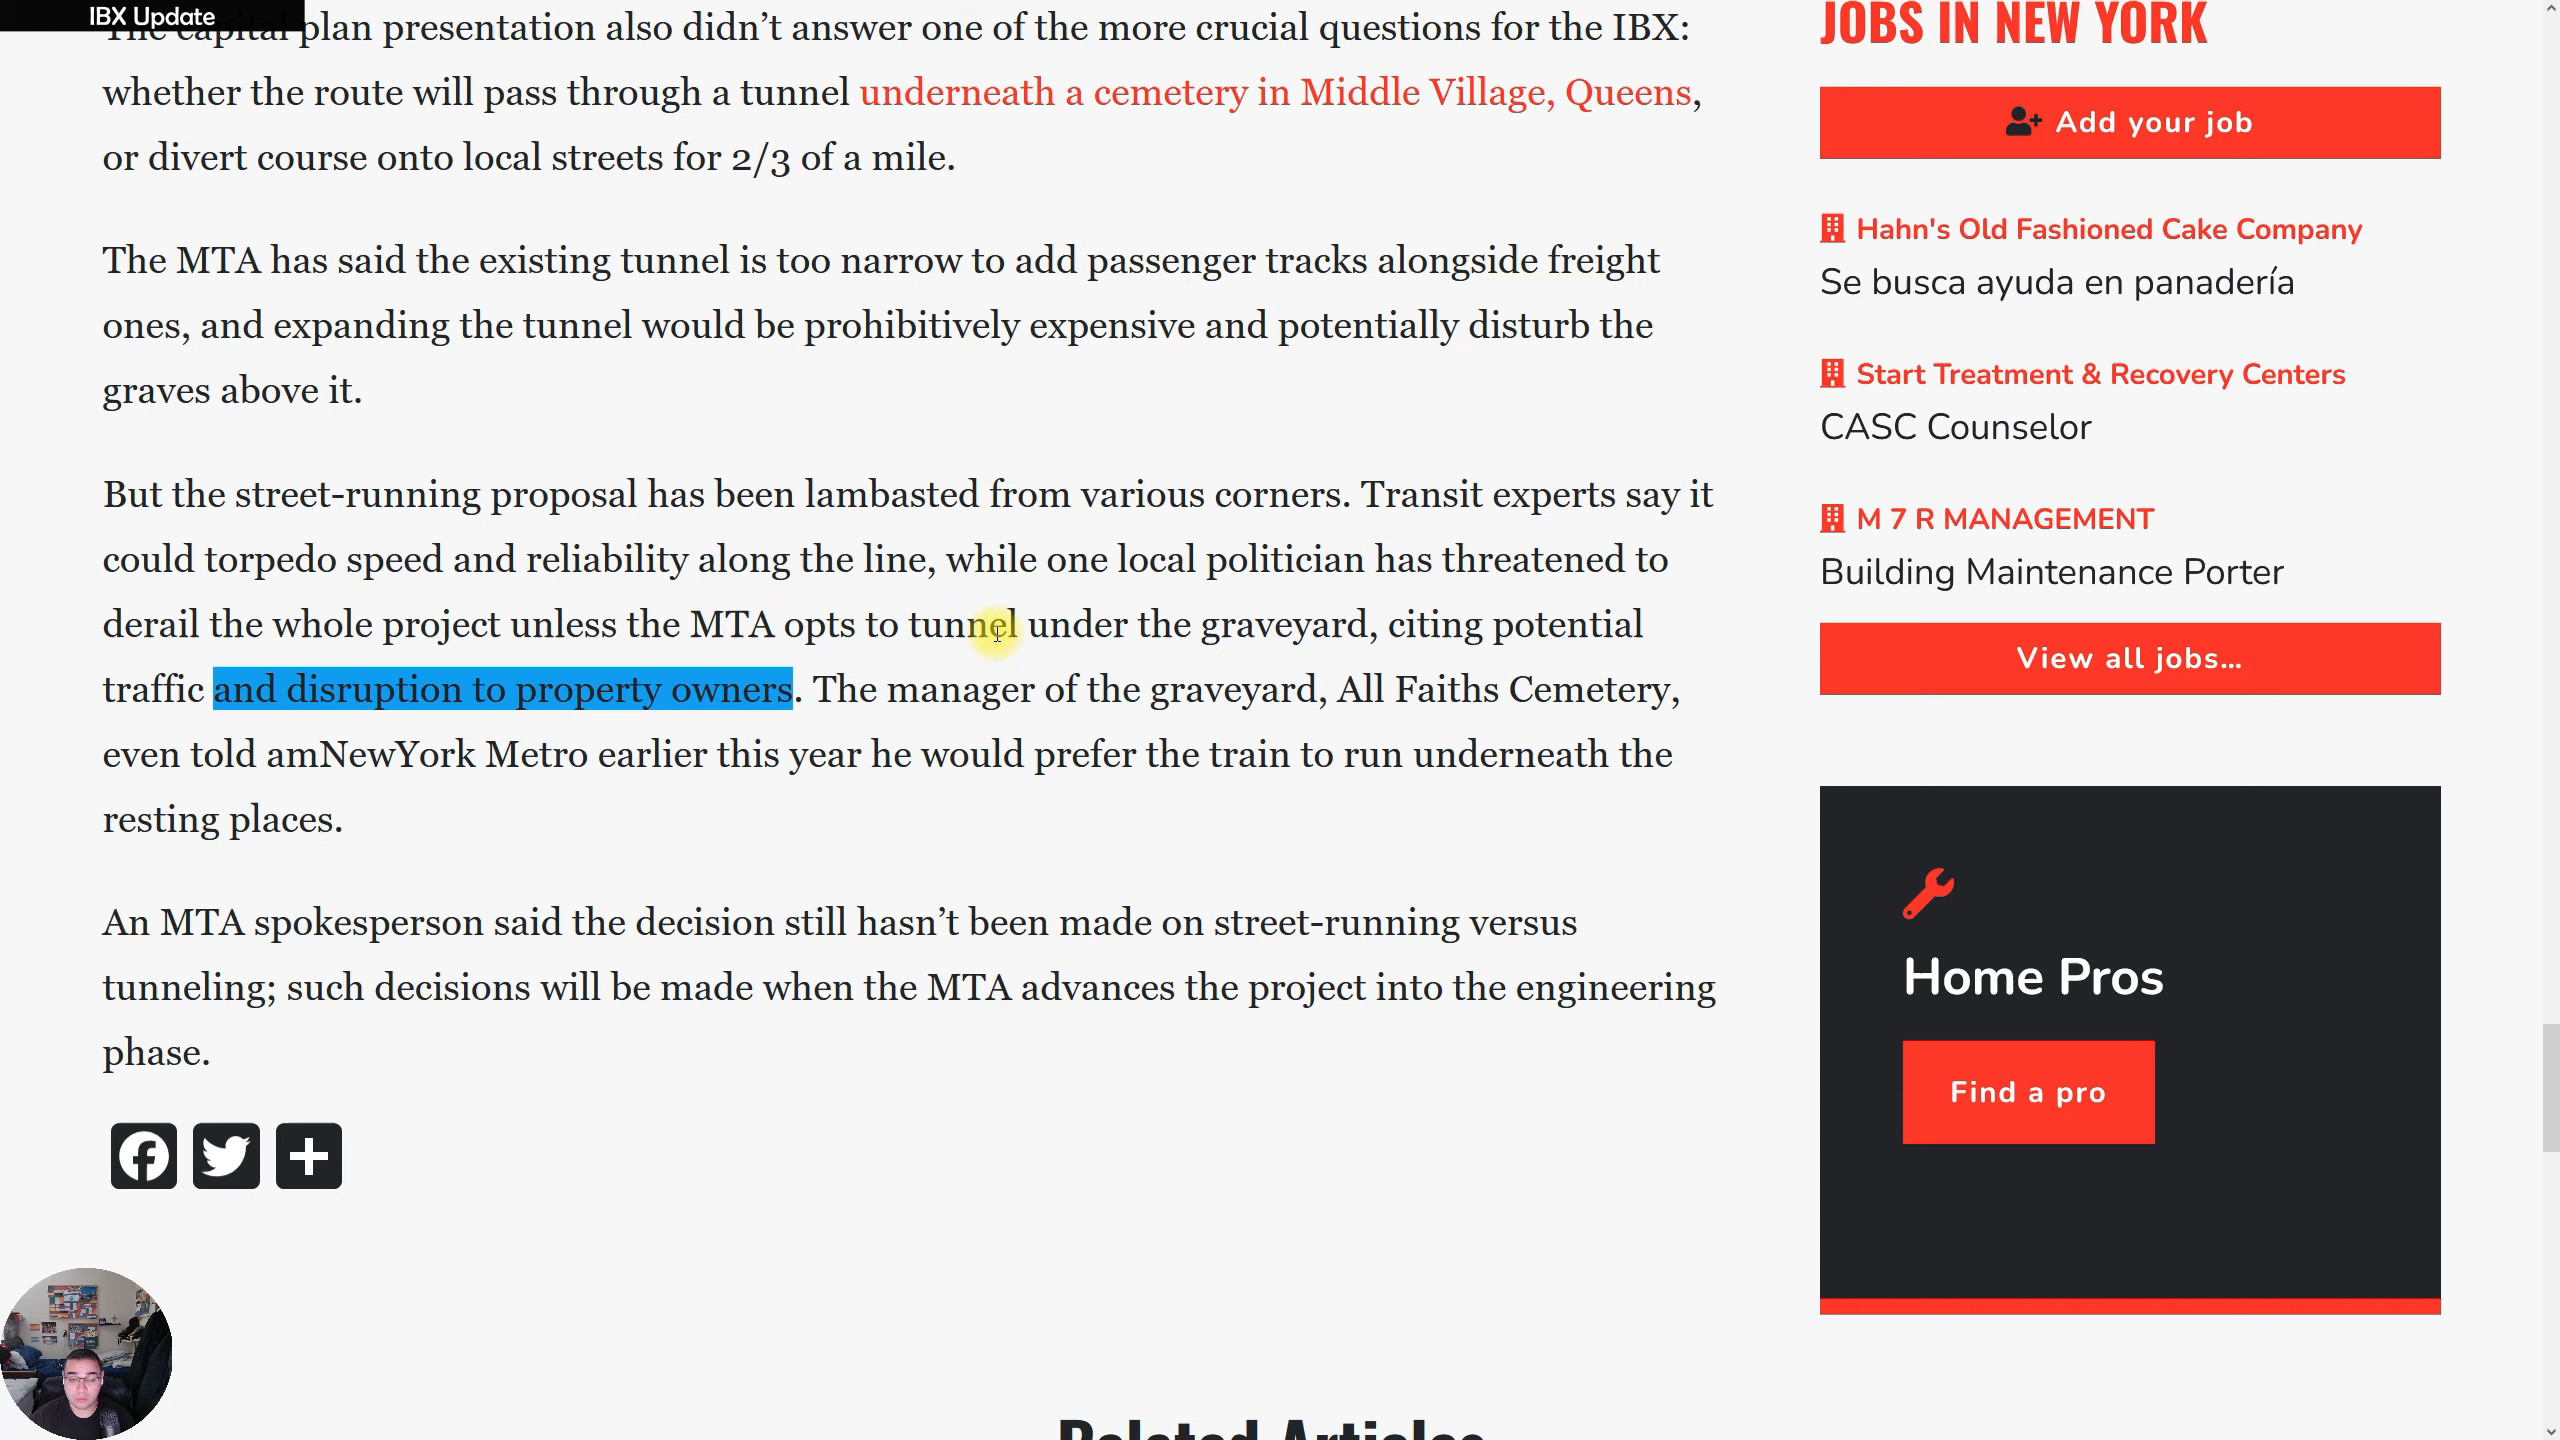 IBX Update
The capital plan presentation also didn’t answer one of the more crucial questions for the IBX:
whether the route will pass through a tunnel underneath a cemetery in Middle Village, Queens,
or divert course onto local streets for 2/3 of a mile.
The MTA has said the existing tunnel is too narrow to add passenger tracks alongside freight
ones, and expanding the tunnel would be prohibitively expensive and potentially disturb the
graves above it.
But the street-running proposal has been lambasted from various corners. Transit experts say it
could torpedo speed and reliability along the line, while one local politician has threatened to
derail the whole project unless the MTA opts to tunnel under the graveyard, citing potential
traffic and disruption to property owners. The manager of the graveyard, All Faiths Cemetery,
even told amNewYork Metro earlier this year he would prefer the train to run underneath the
resting places.
An MTA spokesperson said the decision still hasn’t been made on street-running versus
tunneling; such decisions will be made when the MTA advances the project into the engineering
phase.
JOBS IN NEW YORK
Add your job
Hahn's Old Fashioned Cake Company
Se busca ayuda en panadería
Start Treatment & Recovery Centers
CASC Counselor
M 7 R MANAGEMENT
Building Maintenance Porter
View all jobs…
Home Pros
Find a pro
Related Articles